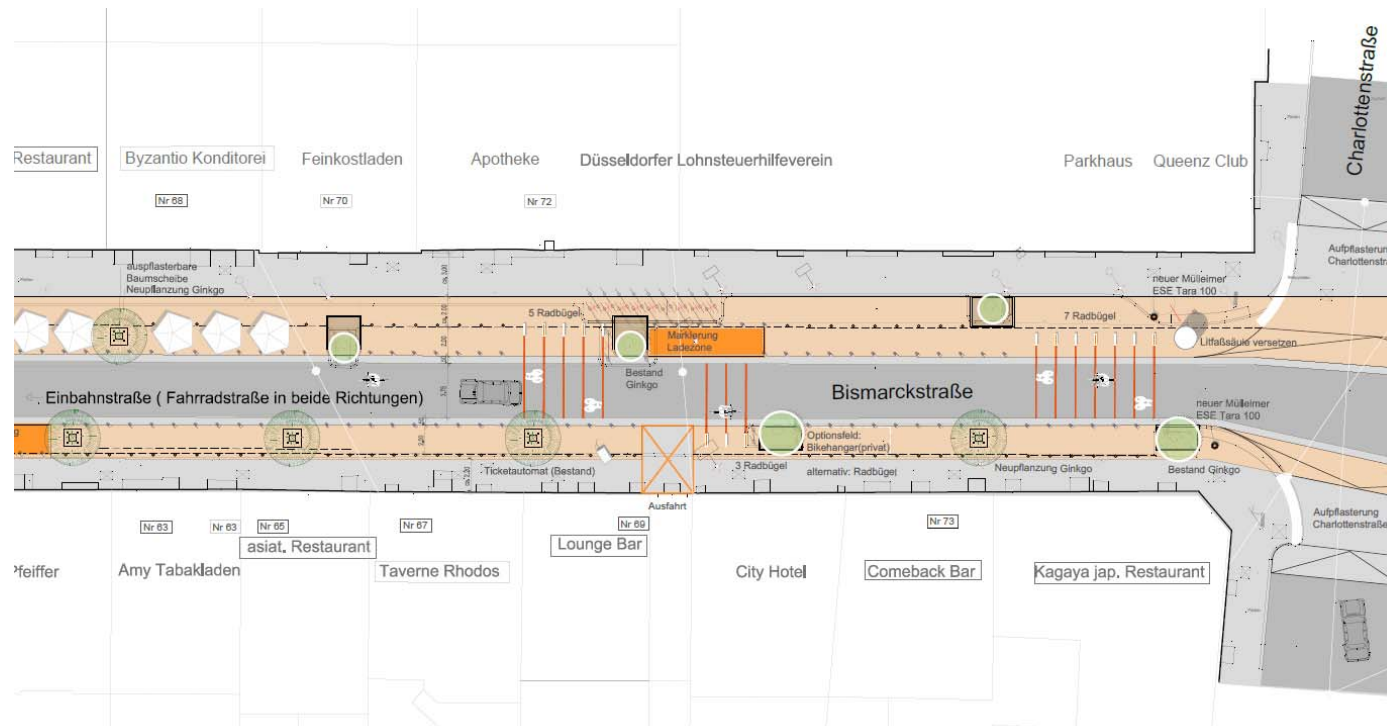 Charlottenstraße
Restaurant
Byzantio Konditorei
Feinkostladen
Apotheke
Düsseldorfer Lohnsteuerhilfeverein
Parkhaus
Queenz Club
Nr 68
Nr 70
Nr 72
auspflasterbare
Baumscheibe
Neupflanzung Ginkgo
5 Radbügel
Markierung
Ladezone
Bestand
Ginkgo
7 Radbügel
neuer Mülleimer
ESE Tara 100
Litfaßsäule versetzen
Aufpflasterung
Einbahnstraße ( Fahrradstraße in beide Richtungen)
Bismarckstraße
neuer Mülleimer
ESE Tara 100
Optionsfeld:
Bikehanger(privat)
alternativ: Radbügel
3 Radbügel
Ticketautomat (Bestand)
Neupflanzung Ginkgo
Bestand Ginkgo
Ausfahrt
Aufpflasterung
Charlottenstraße
Nr 63
Nr 63
Nr 65
Nr 67
Nr 69
Nr 73
Pfeiffer
Amy Tabakladen
asiat. Restaurant
Taverne Rhodos
Lounge Bar
City Hotel
Comeback Bar
Kagaya jap. Restaurant